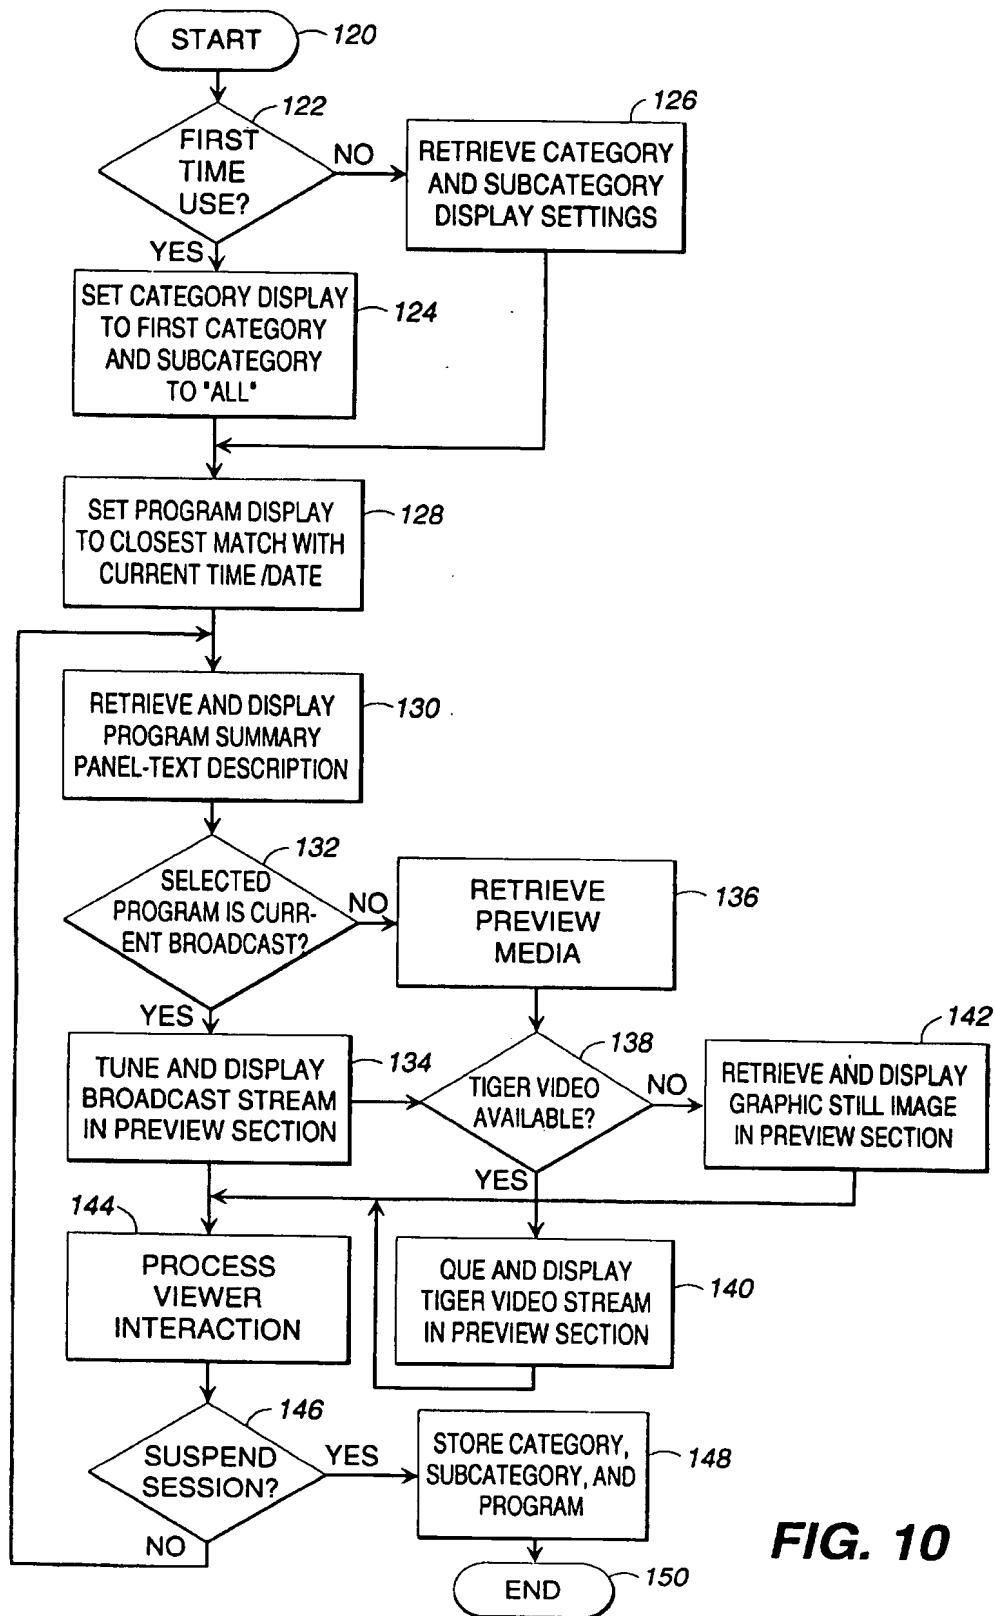 START
120
122
FIRST
TIME
USE?
NO
126
RETRIEVE CATEGORY
AND SUBCATEGORY
DISPLAY SETTINGS
YES
SET CATEGORY DISPLAY
TO FIRST CATEGORY
AND SUBCATEGORY
TO "ALL"
124
SET PROGRAM DISPLAY
TO CLOSEST MATCH WITH
CURRENT TIME /DATE
128
RETRIEVE AND DISPLAY
PROGRAM SUMMARY
PANEL-TEXT DESCRIPTION
130
132
SELECTED
PROGRAM IS CURR-
ENT BROADCAST?
NO
RETRIEVE
PREVIEW
MEDIA
136
YES
TUNE AND DISPLAY
BROADCAST STREAM
IN PREVIEW SECTION
134
138
TIGER VIDEO
AVAILABLE?
NO
142
RETRIEVE AND DISPLAY
GRAPHIC STILL IMAGE
IN PREVIEW SECTION
YES
144
PROCESS
VIEWER
INTERACTION
QUE AND DISPLAY
TIGER VIDEO STREAM
IN PREVIEW SECTION
140
146
SUSPEND
SESSION?
YES
STORE CATEGORY,
SUBCATEGORY, AND
PROGRAM
148
NO
END
150
FIG. 10